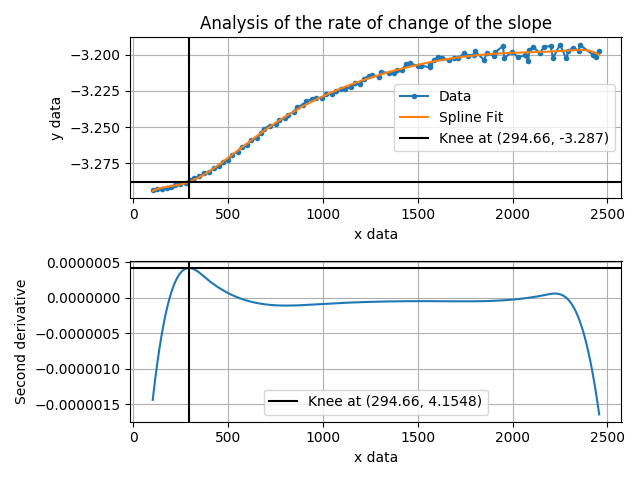 Analysis of the rate of change of the slope
−3.200
−3.225
−3.250
−3.275
y data
Data
Spline Fit
Knee at (294.66, -3.287)
0
500
1000
1500
2000
2500
x data
0.0000005
0.0000000
−0.0000005
−0.0000010
−0.0000015
Second derivative
Knee at (294.66, 4.1548)
0
500
1000
1500
2000
2500
x data